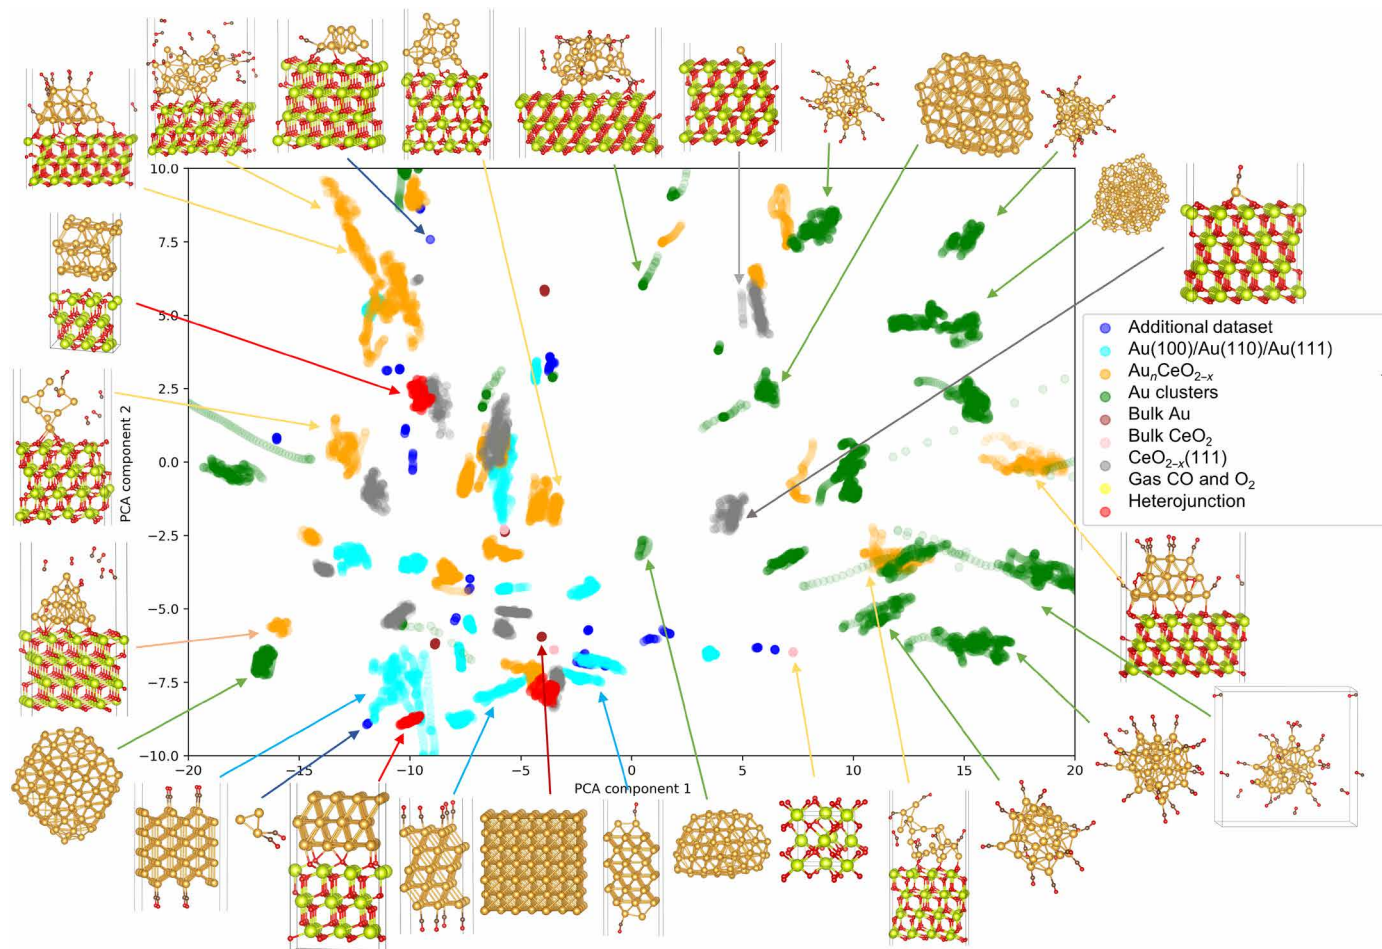 10.0
7.5
5.0
2.5
0.0
−2.5
−5.0
−7.5
−10.0
PCA component 2
−20
−15
−10
−5
0
5
10
15
20
PCA component 1
Additional dataset
Au(100)/Au(110)/Au(111)
AuₙCeO₂₋ₓ
Au clusters
Bulk Au
Bulk CeO₂
CeO₂₋ₓ(111)
Gas CO and O₂
Heterojunction